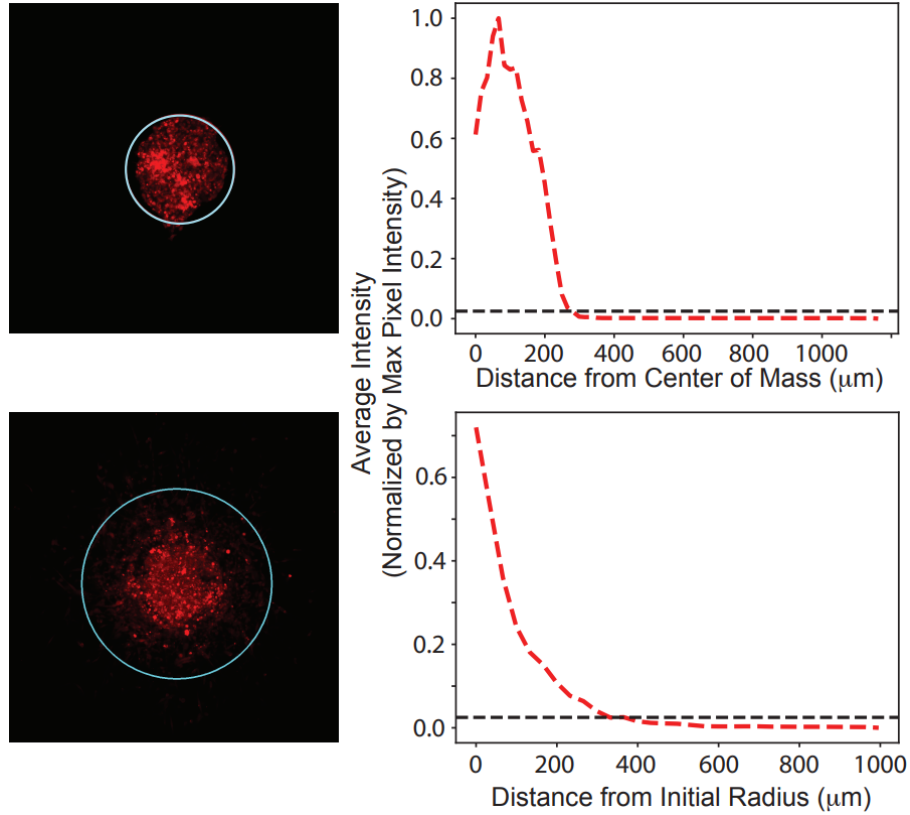 1.0
0.8
0.6
0.4
0.2
0.0
0 200 400 600 800 1000
Distance from Center of Mass (μm)
Average Intensity
(Normalized by Max Pixel Intensity)
0.6
0.4
0.2
0.0
0 200 400 600 800 1000
Distance from Initial Radius (μm)